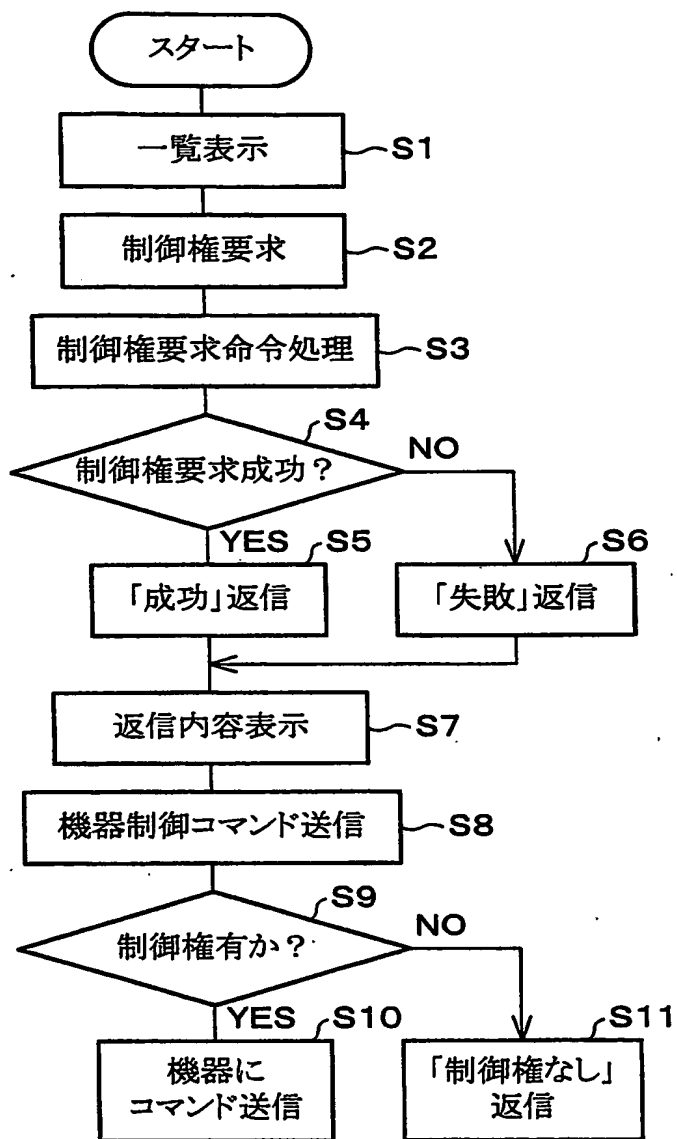 スタート
一覧表示
S1
制御権要求
S2
制御権要求命令処理
S3
S4
制御権要求成功？
NO
YES
S5
S6
「成功」返信
「失敗」返信
返信内容表示
S7
機器制御コマンド送信
S8
S9
制御権有か？
NO
YES
S10
S11
機器に
コマンド送信
「制御権なし」
返信